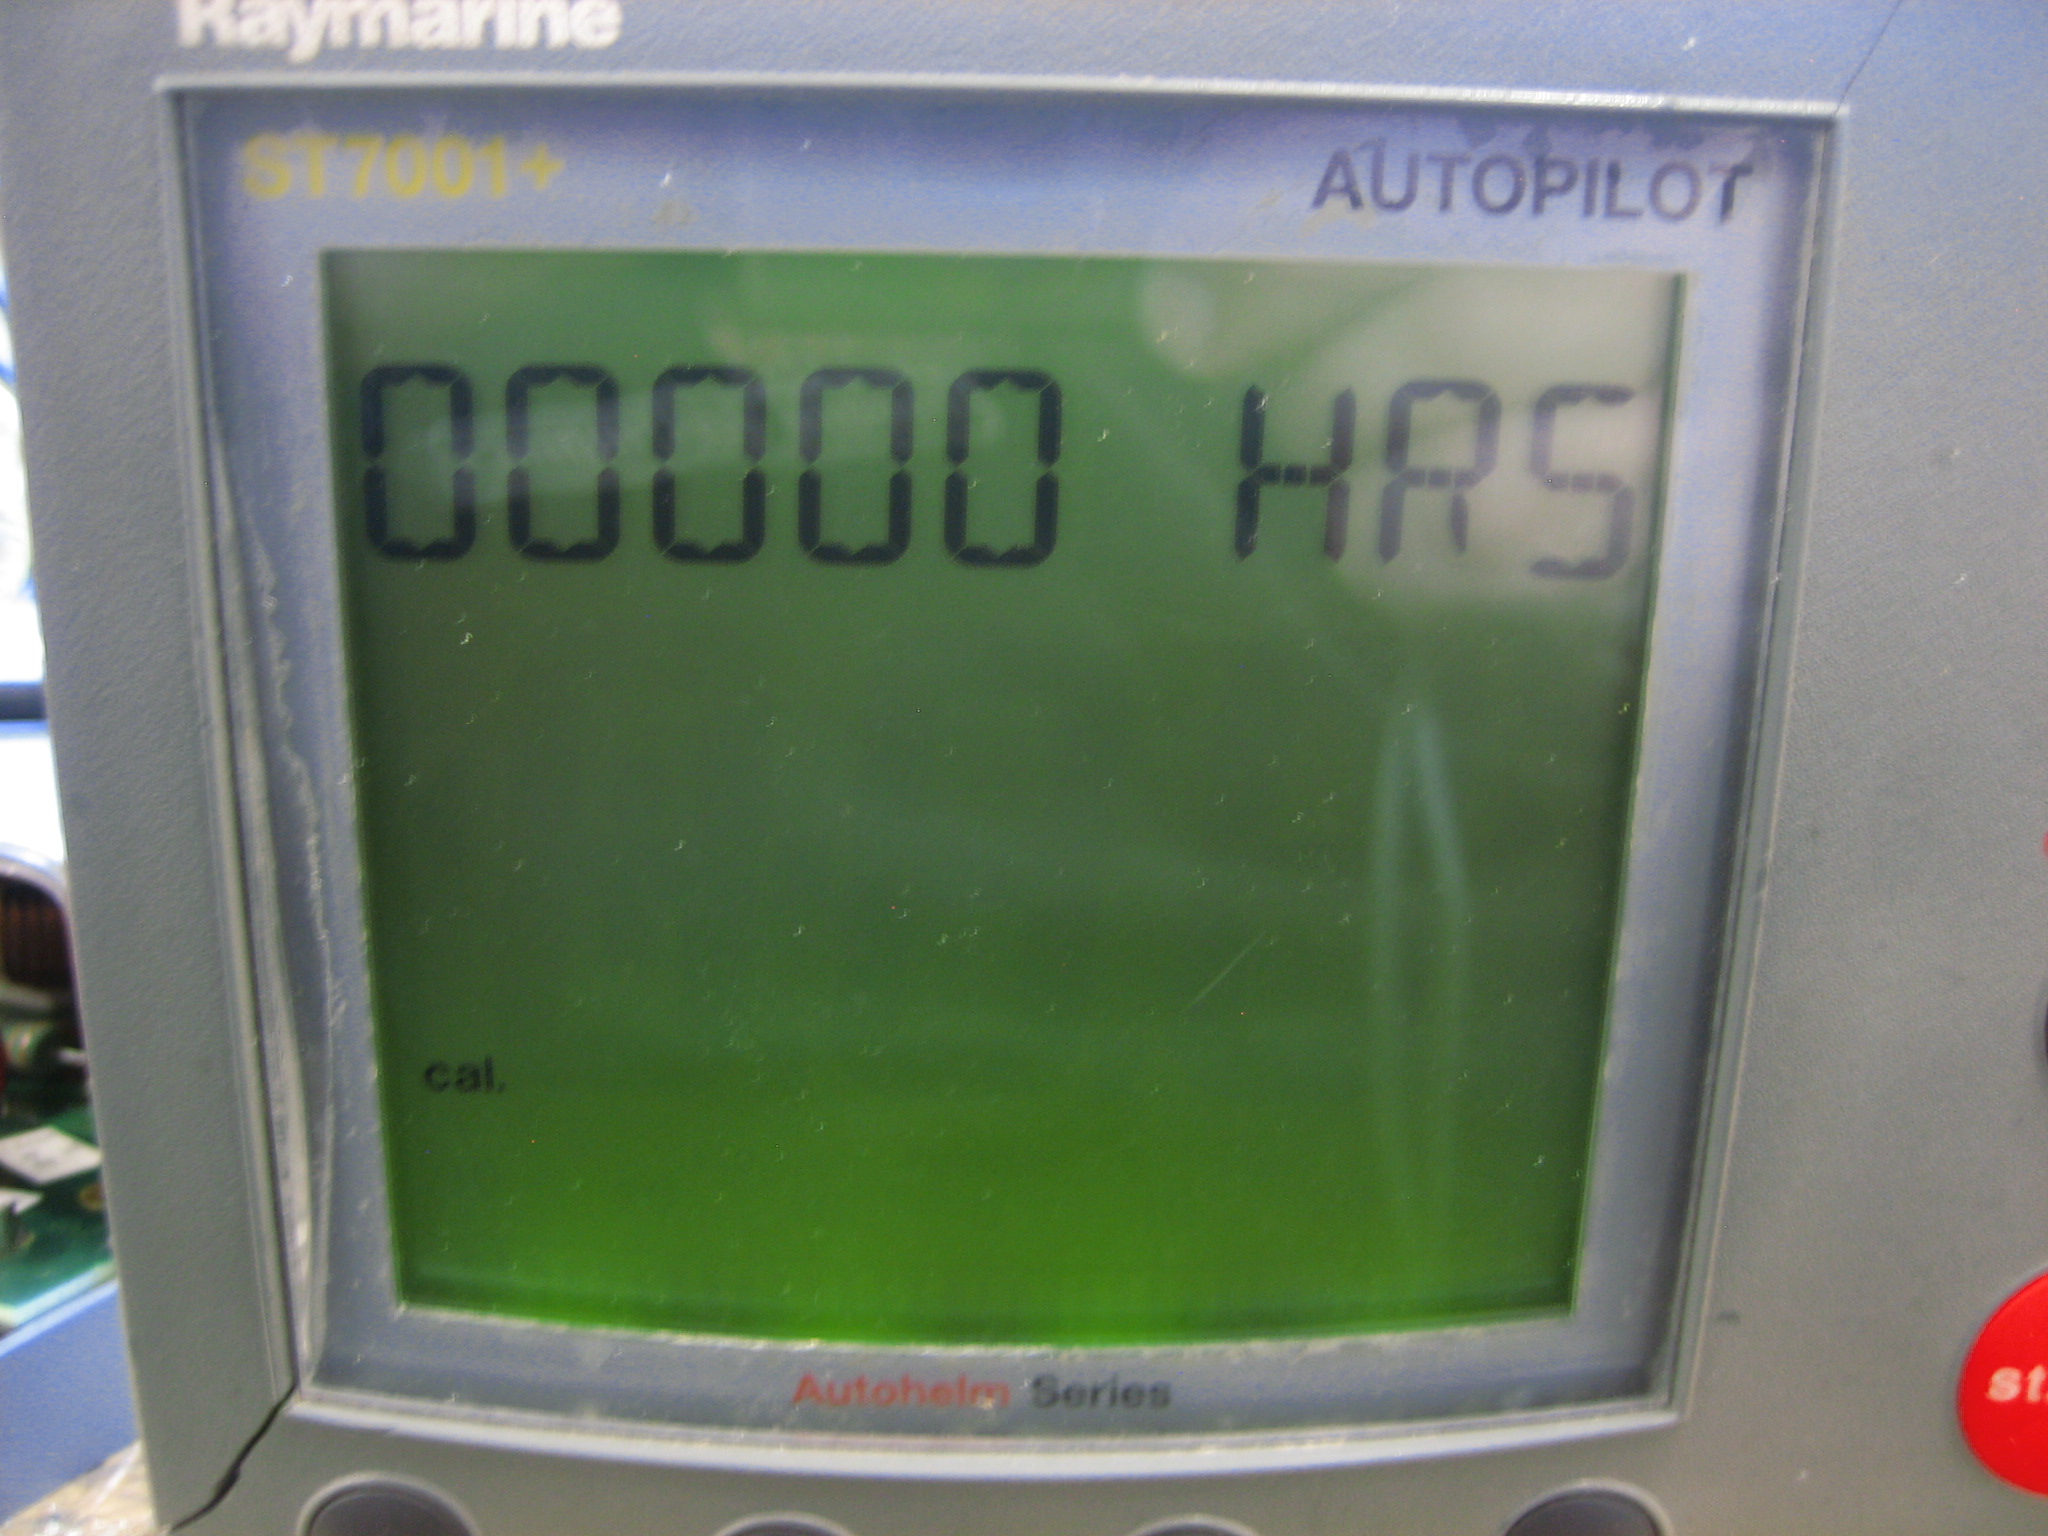 Raymarine
ST7001+ AUTOPILOT
00000 HRS
cal.
Autohelm Series